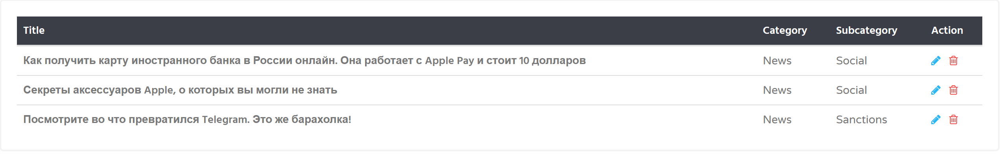 Title Category Subcategory Action
Как получить карту иностранного банка в России онлайн. Она работает с Apple Pay и стоит 10 долларов News Social
Секреты аксессуаров Apple, о которых вы могли не знать News Social
Посмотрите во что превратился Telegram. Это же барахолка! News Sanctions